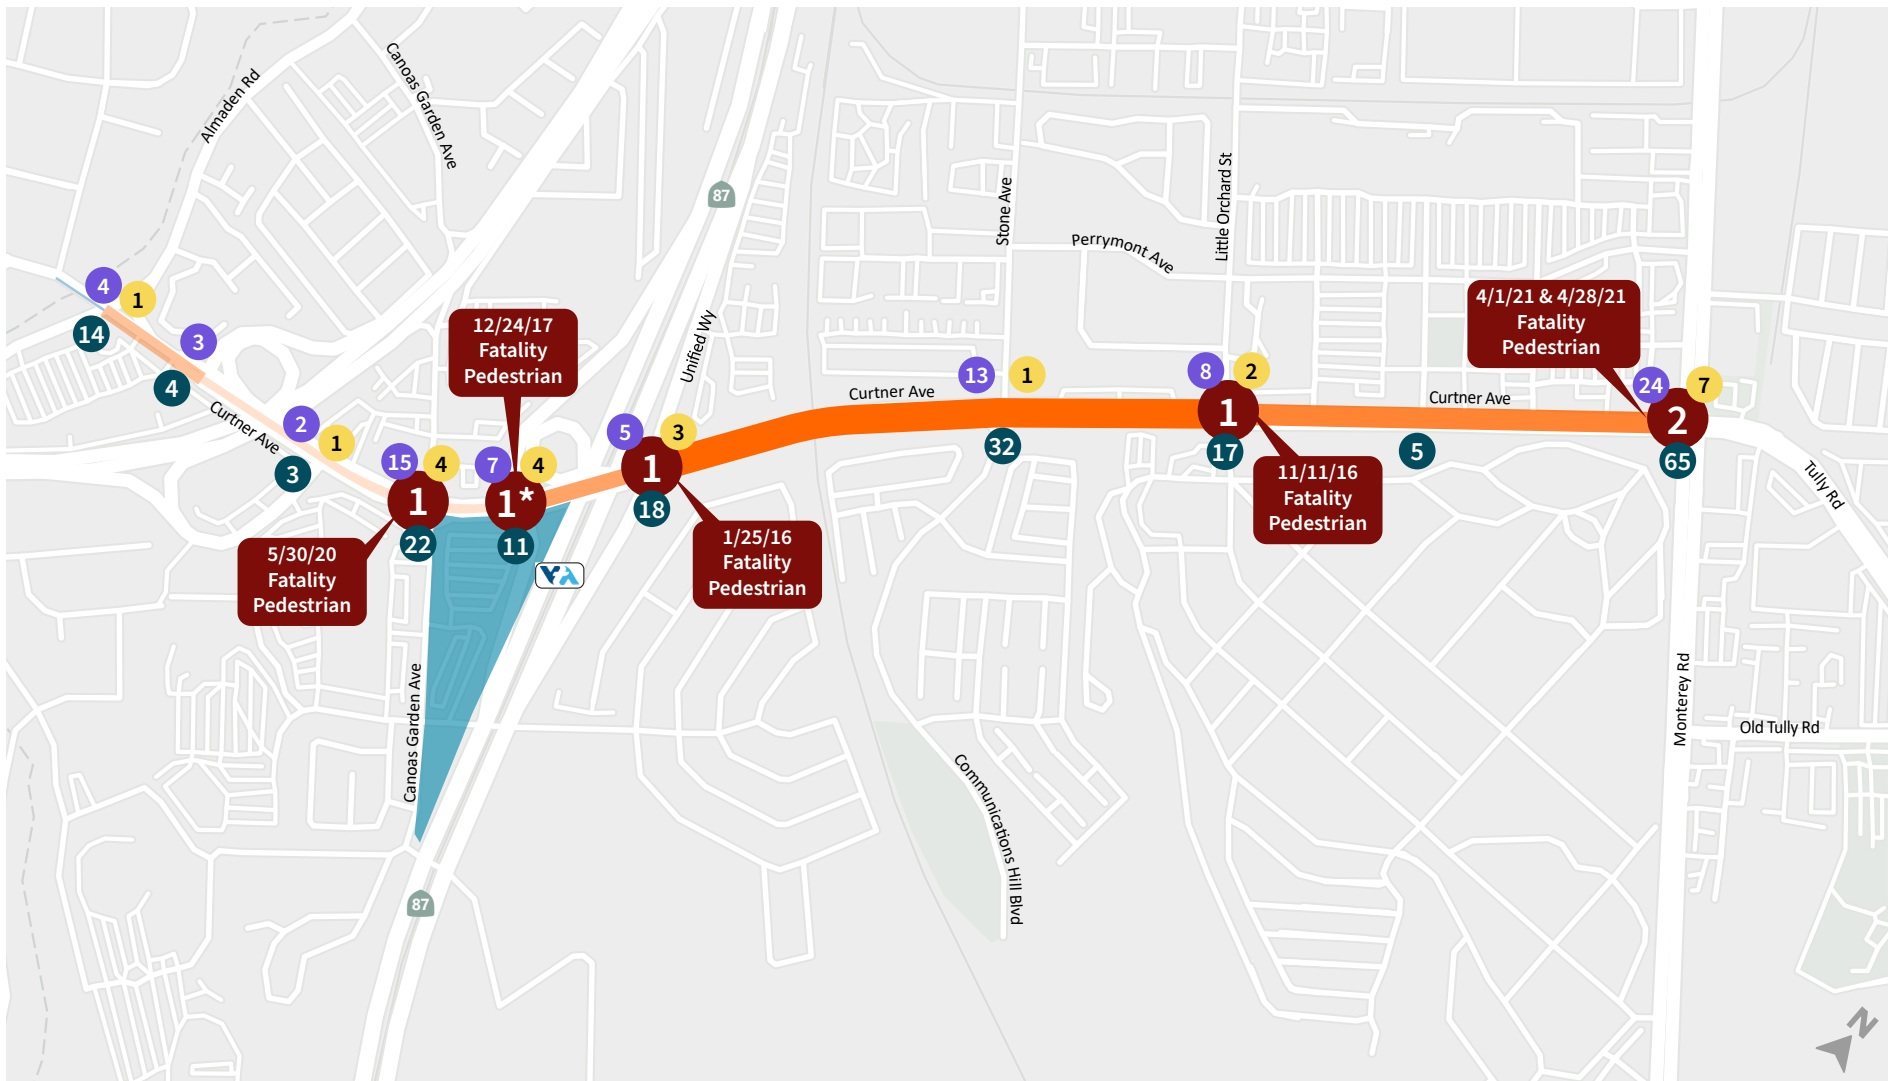 Almaden Rd
Canoas Garden Ave
87
Unified Wy
Stone Ave
Perrymont Ave
Little Orchard St
4
1
14
3
4
Curtner Ave
2
1
3
12/24/17
Fatality
Pedestrian
15
4
1
22
7
4
1*
11
5/30/20
Fatality
Pedestrian
5
3
1
18
1/25/16
Fatality
Pedestrian
Curtner Ave
13
1
32
8
2
1
17
11/11/16
Fatality
Pedestrian
Curtner Ave
5
4/1/21 & 4/28/21
Fatality
Pedestrian
24
7
2
65
Tully Rd
VTA
Canoas Garden Ave
Monterey Rd
Old Tully Rd
Communications Hill Blvd
87
N